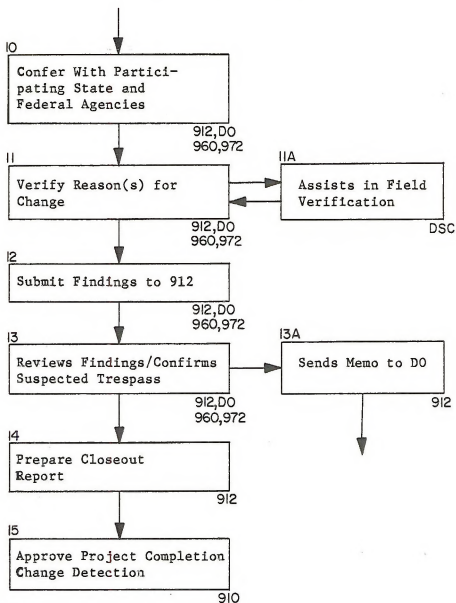 10
Confer With Partici-
pating State and
Federal Agencies
912,DO
960,972
11
Verify Reason(s) for
Change
912,DO
960,972
11A
Assists in Field
Verification
DSC
12
Submit Findings to 912
912,DO
960,972
13
Reviews Findings/Confirms
Suspected Trespass
912,DO
960,972
13A
Sends Memo to DO
912
14
Prepare Closeout
Report
912
15
Approve Project Completion
Change Detection
910